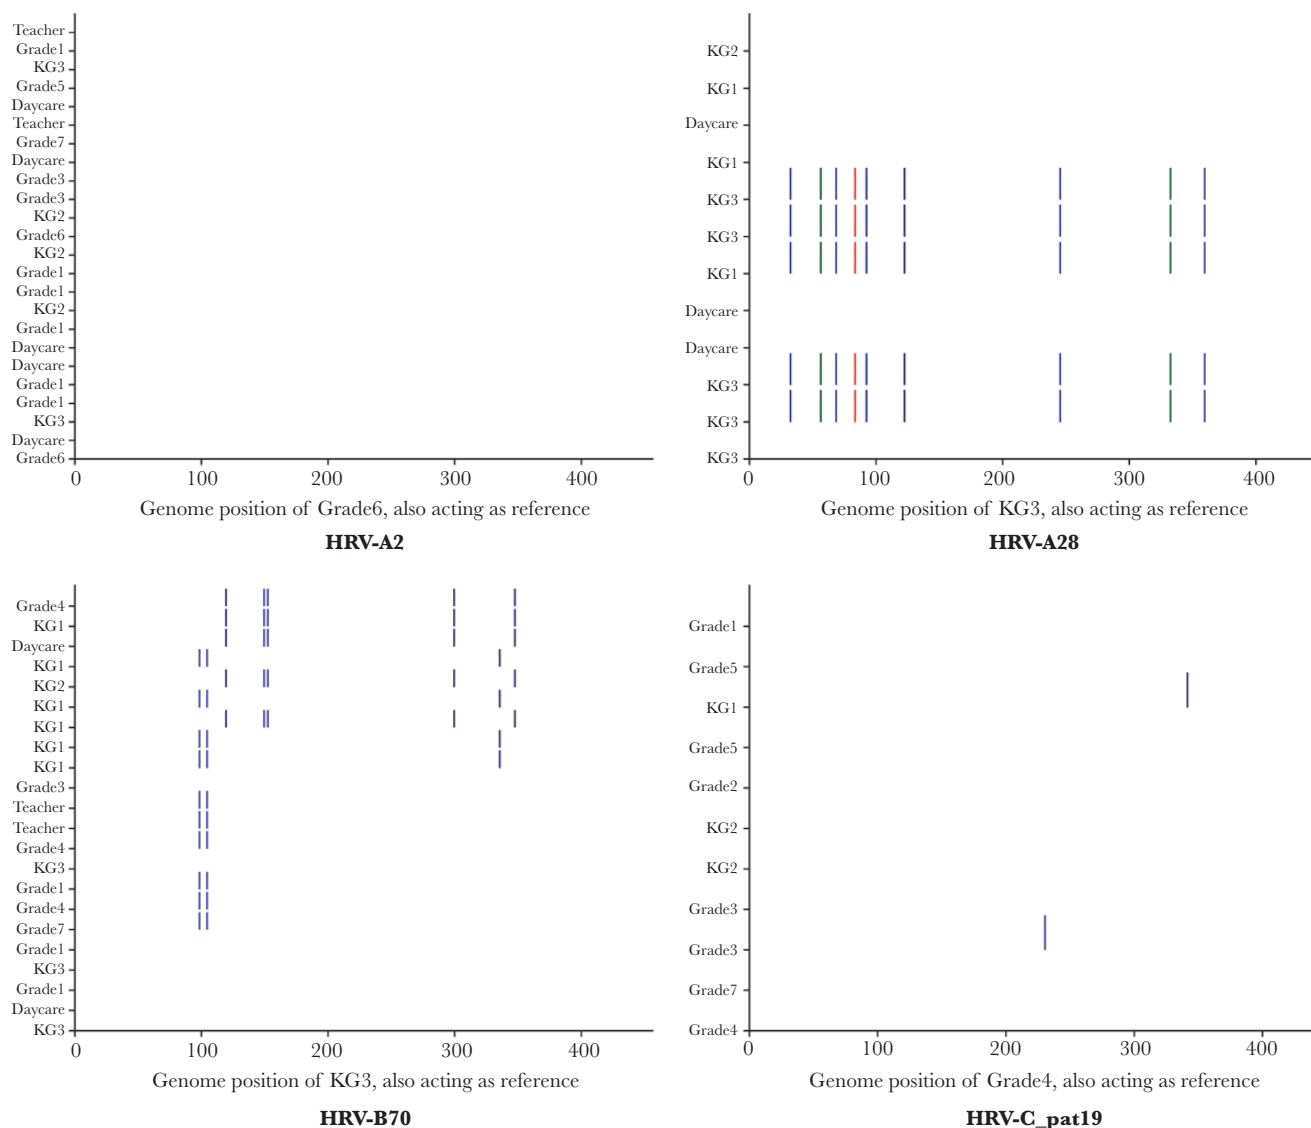 Teacher
Grade1
KG3
Grade5
Daycare
Teacher
Grade7
Daycare
Grade3
Grade3
KG2
Grade6
KG2
Grade1
Grade1
KG2
Grade1
Daycare
Daycare
Grade1
Grade1
KG3
Daycare
Grade6
0 100 200 300 400
Genome position of Grade6, also acting as reference
HRV-A2
KG2
KG1
Daycare
KG1
KG3
KG3
KG1
Daycare
Daycare
KG3
KG3
KG3
0 100 200 300 400
Genome position of KG3, also acting as reference
HRV-A28
Grade4
KG1
Daycare
KG1
KG2
KG1
KG1
KG1
KG1
Grade3
Teacher
Teacher
Grade4
KG3
Grade1
Grade4
Grade7
Grade1
KG3
Grade1
Daycare
KG3
0 100 200 300 400
Genome position of KG3, also acting as reference
HRV-B70
Grade1
Grade5
KG1
Grade5
Grade2
KG2
KG2
Grade3
Grade3
Grade7
Grade4
0 100 200 300 400
Genome position of Grade4, also acting as reference
HRV-C_pat19